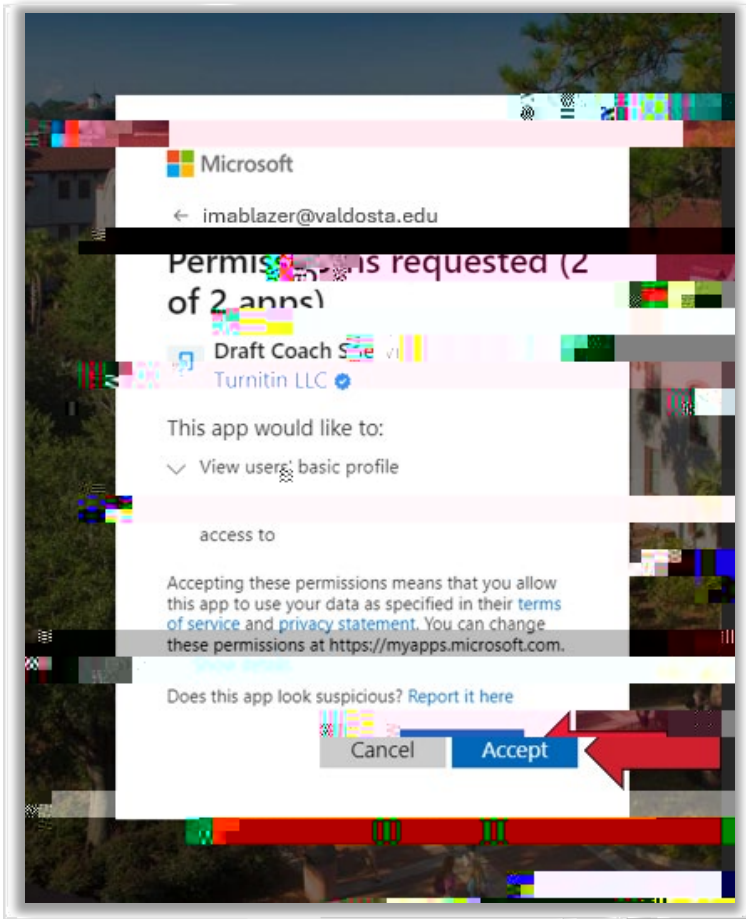 Microsoft
← imablazer@valdosta.edu
requested (2
of 2 apps)
Draft Coach
Turnitin LLC
This app would like to:
View users' basic profile
access to
Accepting these permissions means that you allow
this app to use your data as specified in their terms
of service and privacy statement. You can change
these permissions at https://myapps.microsoft.com.
Does this app look suspicious? Report it here
Cancel
Accept